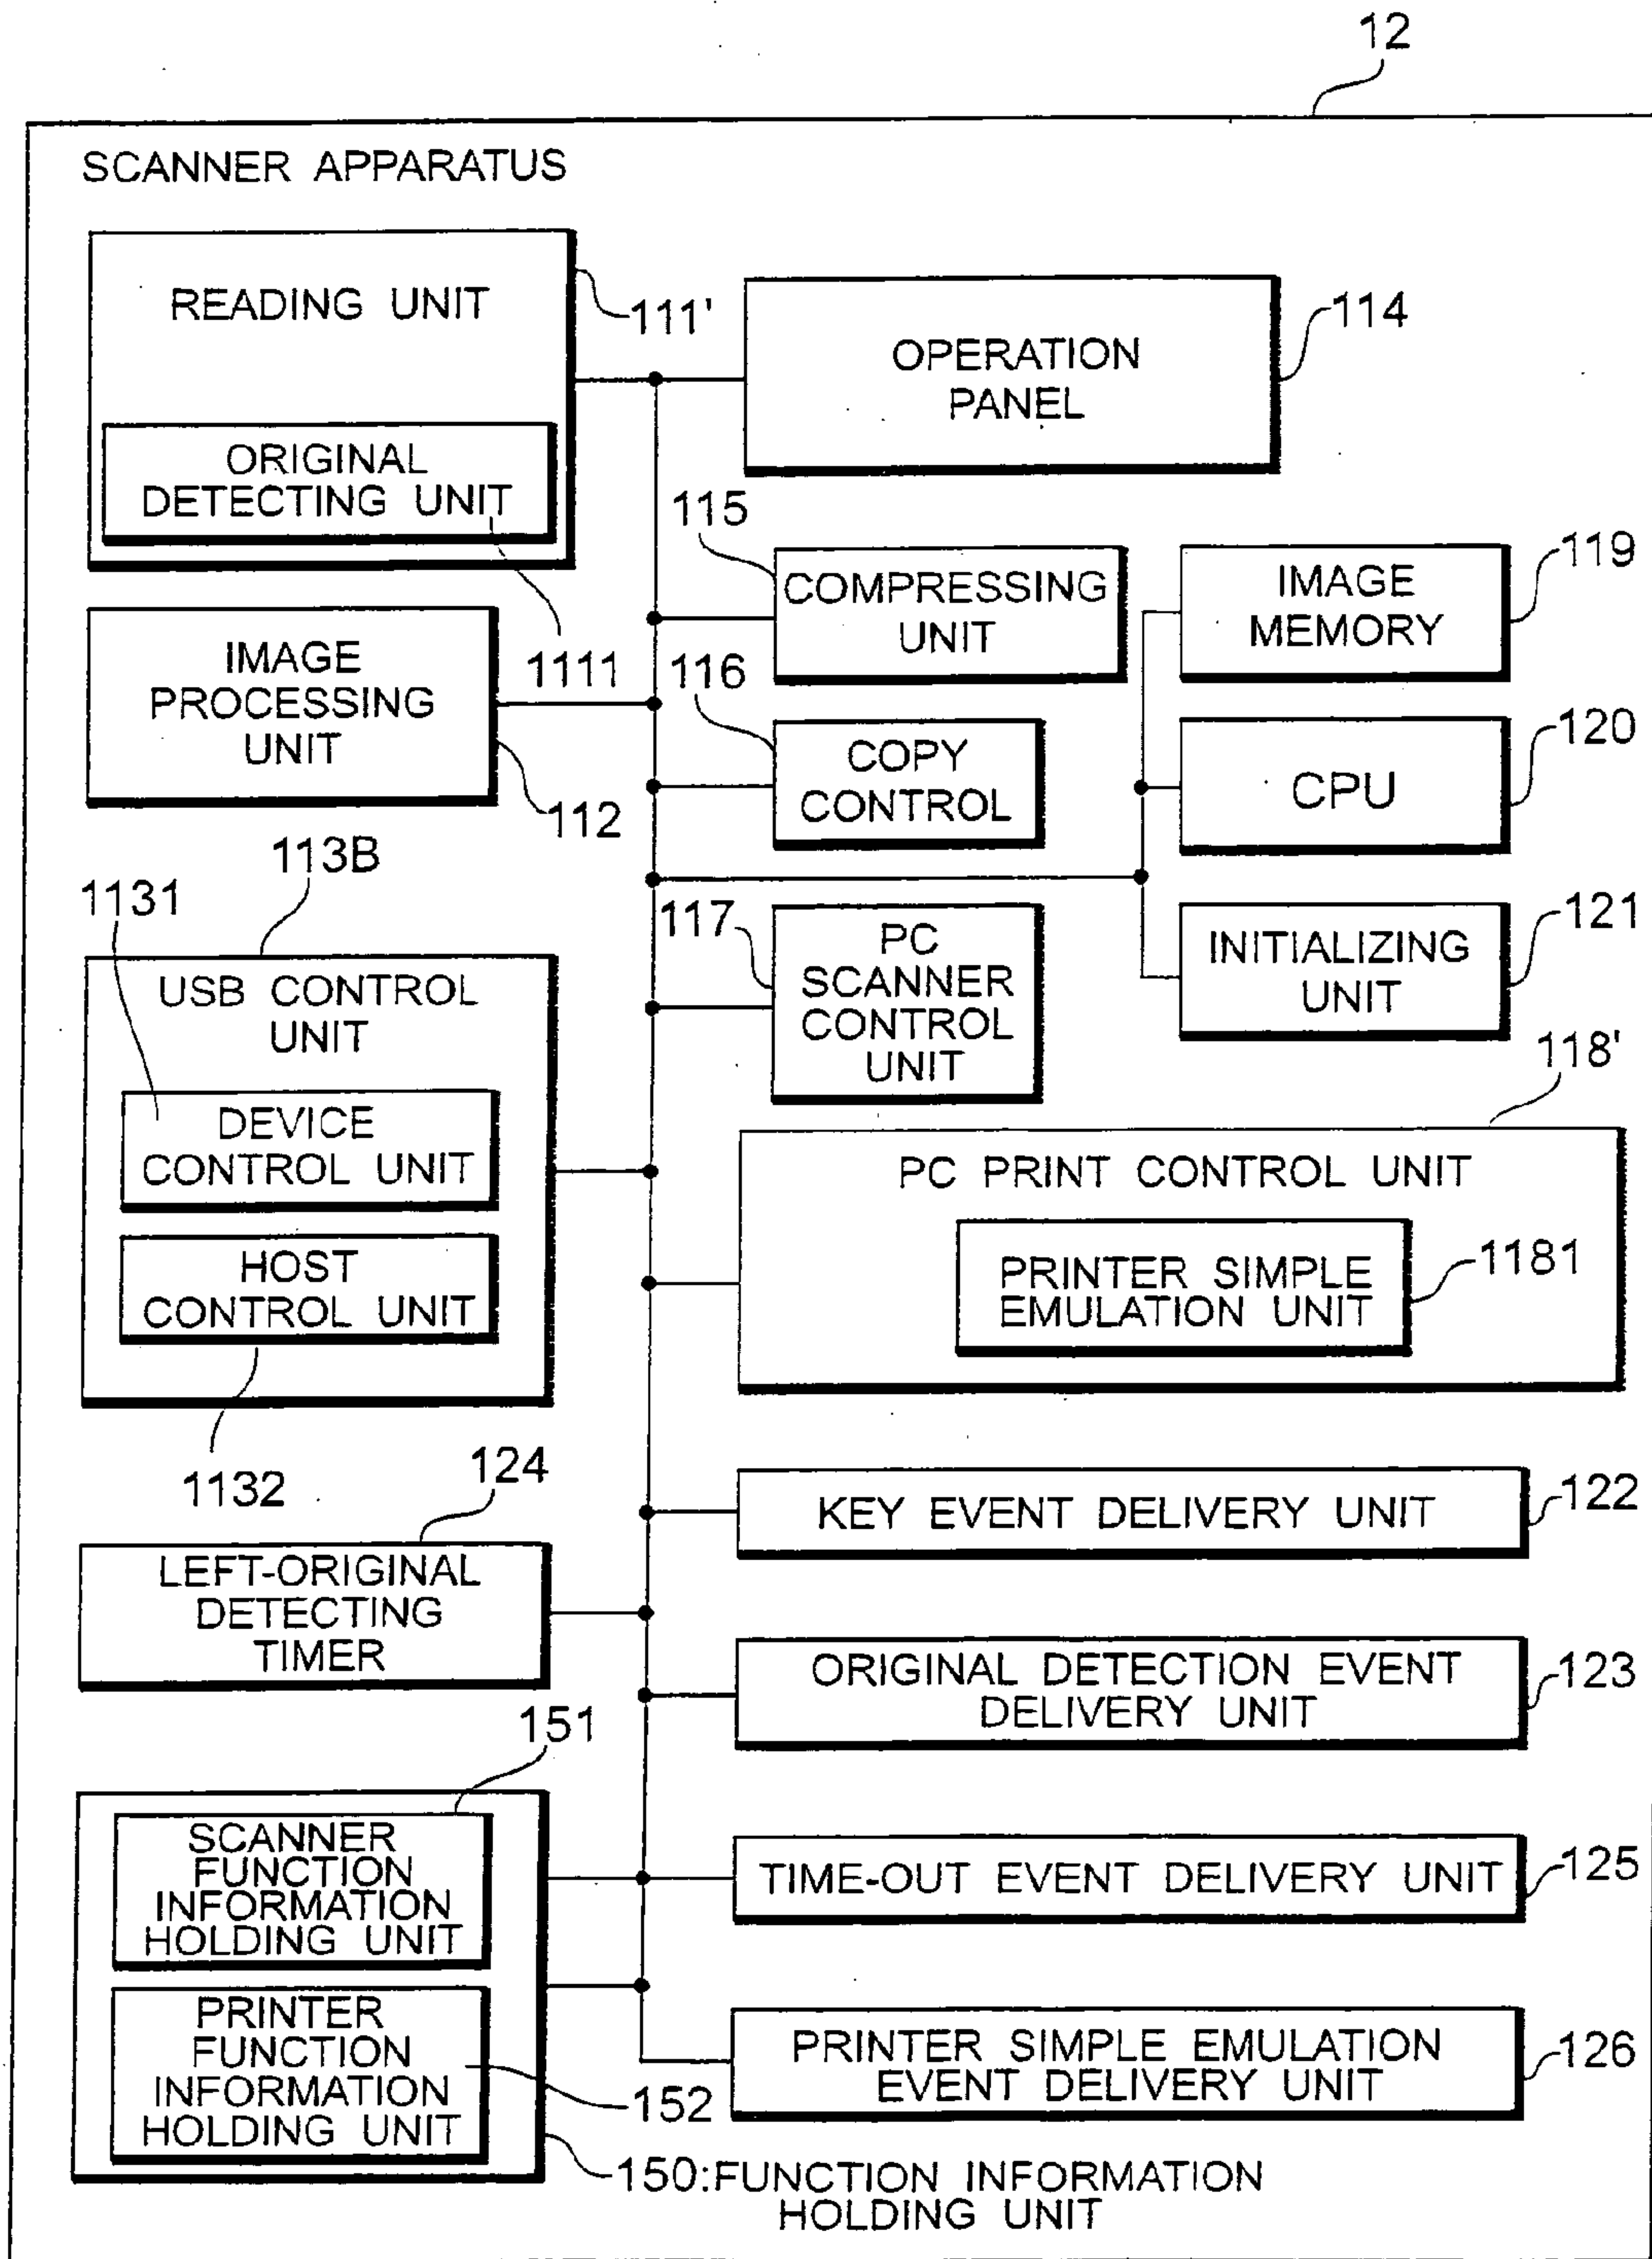 12
SCANNER APPARATUS
READING UNIT
111'
ORIGINAL
DETECTING UNIT
1111
OPERATION
PANEL
114
115
COMPRESSING
UNIT
IMAGE
MEMORY
119
IMAGE
PROCESSING
UNIT
112
116
COPY
CONTROL
CPU
120
113B
1131
USB CONTROL
UNIT
DEVICE
CONTROL UNIT
HOST
CONTROL UNIT
1132
117
PC
SCANNER
CONTROL
UNIT
INITIALIZING
UNIT
121
118'
PC PRINT CONTROL UNIT
PRINTER SIMPLE
EMULATION UNIT
1181
124
LEFT-ORIGINAL
DETECTING
TIMER
KEY EVENT DELIVERY UNIT
122
ORIGINAL DETECTION EVENT
DELIVERY UNIT
123
151
SCANNER
FUNCTION
INFORMATION
HOLDING UNIT
PRINTER
FUNCTION
INFORMATION
HOLDING UNIT
152
TIME-OUT EVENT DELIVERY UNIT
125
PRINTER SIMPLE EMULATION
EVENT DELIVERY UNIT
126
150:FUNCTION INFORMATION
HOLDING UNIT